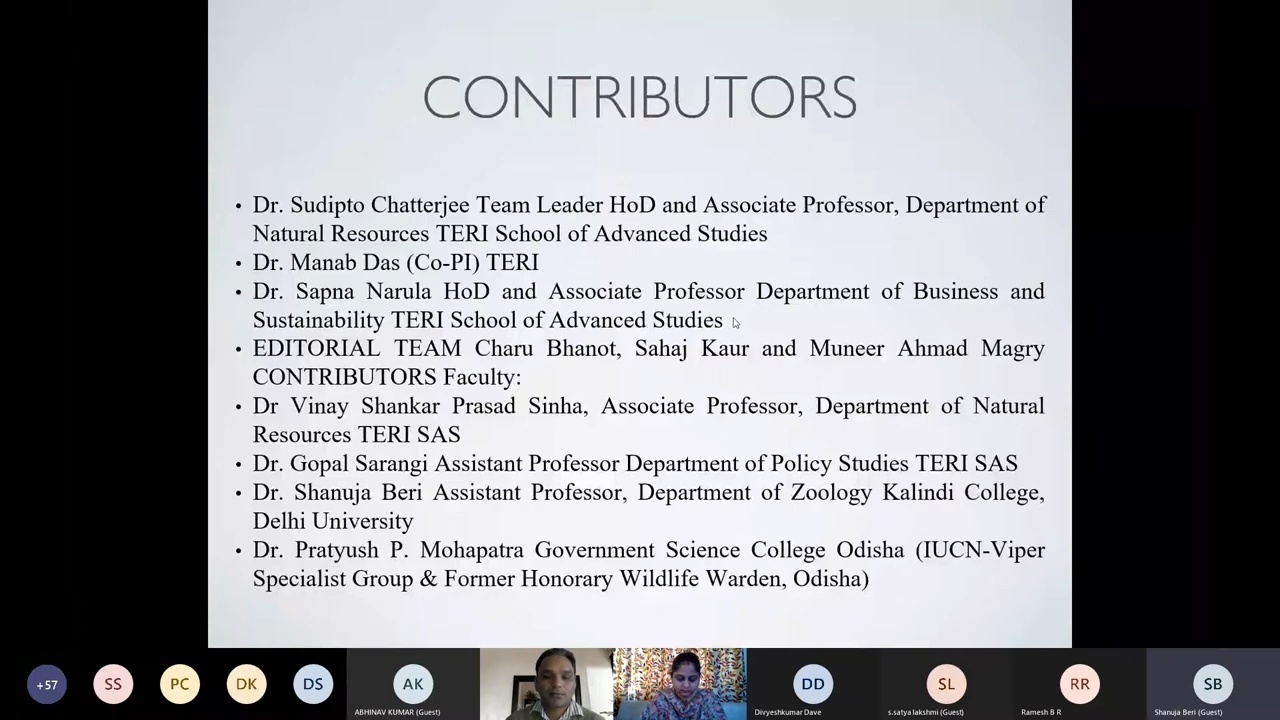 CONTRIBUTORS
• Dr. Sudipto Chatterjee Team Leader HoD and Associate Professor, Department of
Natural Resources TERI School of Advanced Studies
• Dr. Manab Das (Co-PI) TERI
• Dr. Sapna Narula HoD and Associate Professor Department of Business and
Sustainability TERI School of Advanced Studies
• EDITORIAL TEAM Charu Bhanot, Sahaj Kaur and Muneer Ahmad Magry
CONTRIBUTORS Faculty:
• Dr Vinay Shankar Prasad Sinha, Associate Professor, Department of Natural
Resources TERI SAS
• Dr. Gopal Sarangi Assistant Professor Department of Policy Studies TERI SAS
• Dr. Shanuja Beri Assistant Professor, Department of Zoology Kalindi College,
Delhi University
• Dr. Pratyush P. Mohapatra Government Science College Odisha (IUCN-Viper
Specialist Group & Former Honorary Wildlife Warden, Odisha)
+57 SS PC DK DS AK DD SL RR SB
ABHINAV KUMAR (Guest) Divyeshkumar Dave s.satya lakshmi (Guest) Ramesh B R Shanuja Beri (Guest)